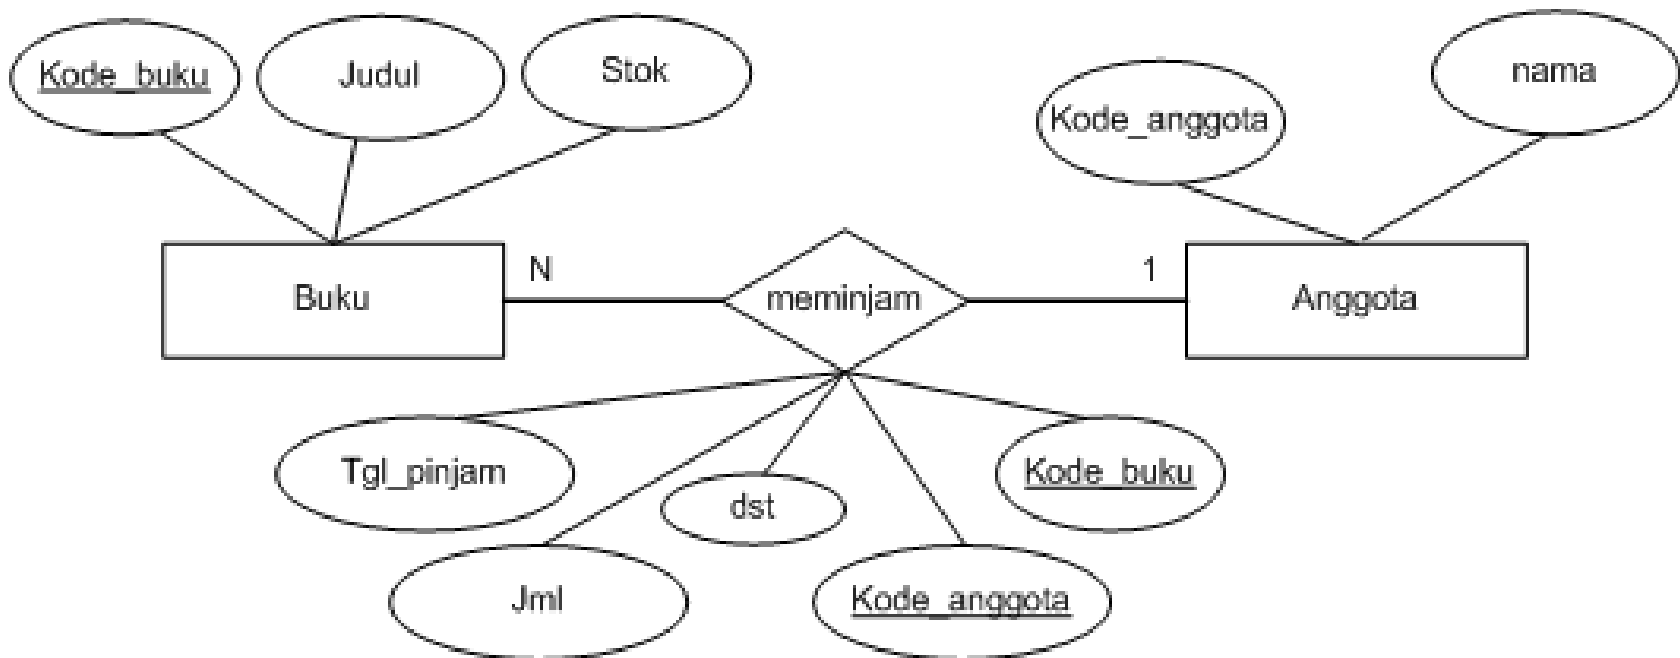 Kode_buku
Judul
Stok
Kode_anggota
nama
Buku
N
meminjam
1
Anggota
Tgl_pinjam
Jml
dst
Kode_anggota
Kode_buku